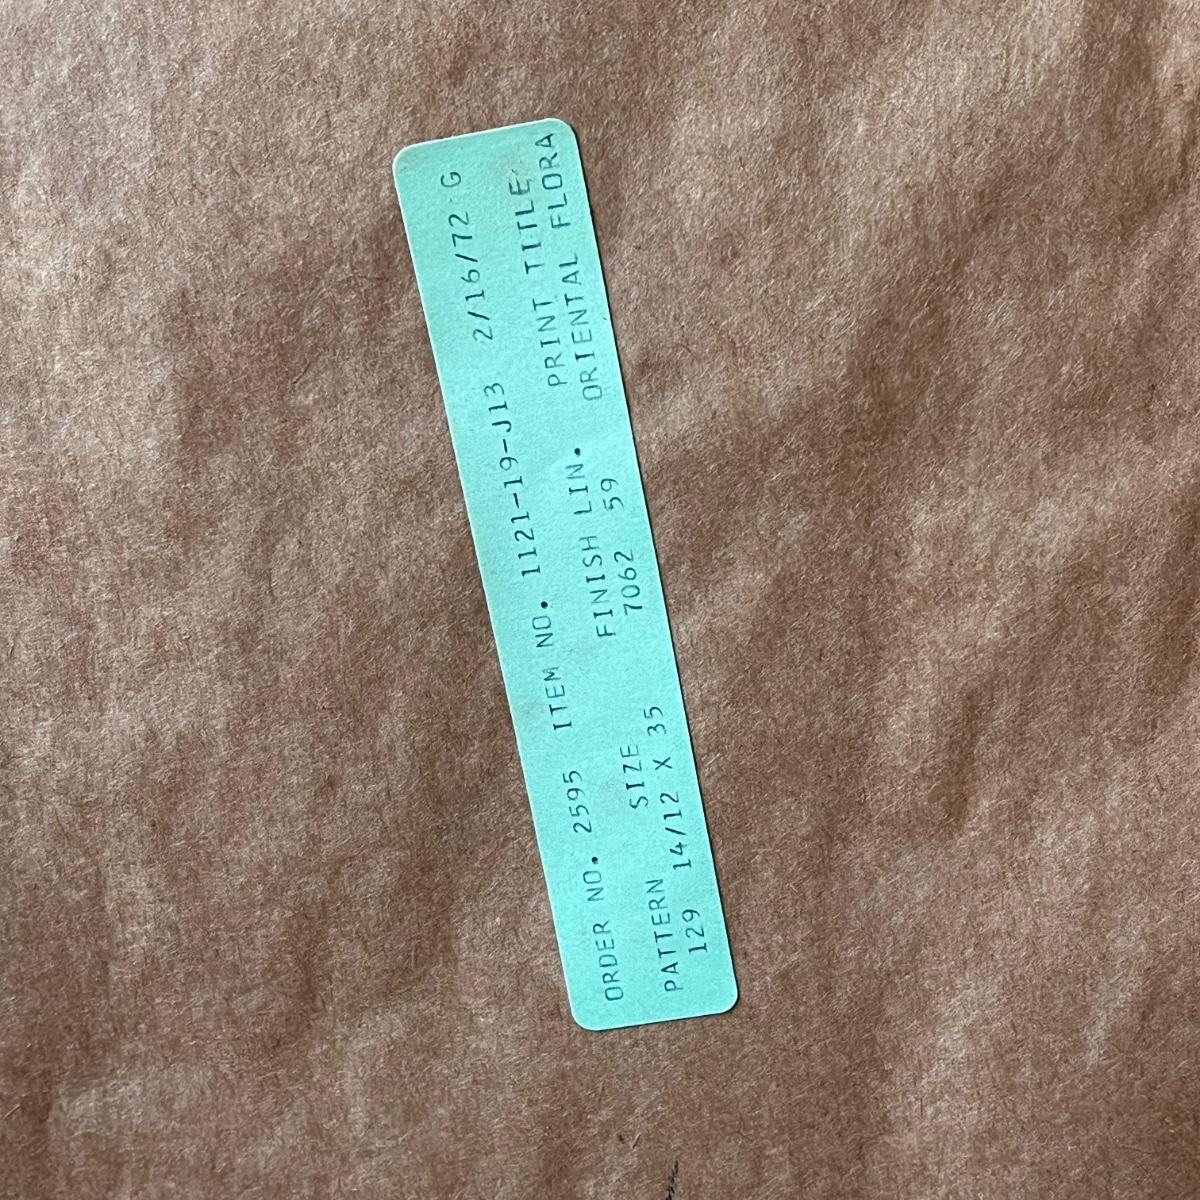 ORDER NO. 2595 ITEM NO. 1121-19-J13 2/16/72 G
PATTERN SIZE FINISH LIN. PRINT TITLE
129 14/12 X 35 7062 59 ORIENTAL FLORA